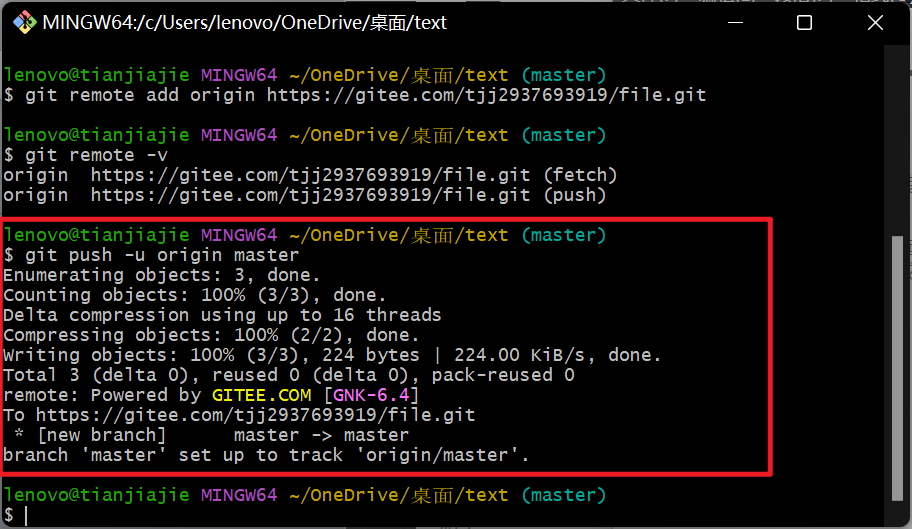 MINGW64:/c/Users/lenovo/OneDrive/桌面/text
lenovo@tianjiajie MINGW64 ~/OneDrive/桌面/text (master)
$ git remote add origin https://gitee.com/tjj2937693919/file.git
lenovo@tianjiajie MINGW64 ~/OneDrive/桌面/text (master)
$ git remote -v
origin  https://gitee.com/tjj2937693919/file.git (fetch)
origin  https://gitee.com/tjj2937693919/file.git (push)
lenovo@tianjiajie MINGW64 ~/OneDrive/桌面/text (master)
$ git push -u origin master
Enumerating objects: 3, done.
Counting objects: 100% (3/3), done.
Delta compression using up to 16 threads
Compressing objects: 100% (2/2), done.
Writing objects: 100% (3/3), 224 bytes | 224.00 KiB/s, done.
Total 3 (delta 0), reused 0 (delta 0), pack-reused 0
remote: Powered by GITEE.COM [GNK-6.4]
To https://gitee.com/tjj2937693919/file.git
 * [new branch]      master -> master
branch 'master' set up to track 'origin/master'.
lenovo@tianjiajie MINGW64 ~/OneDrive/桌面/text (master)
$